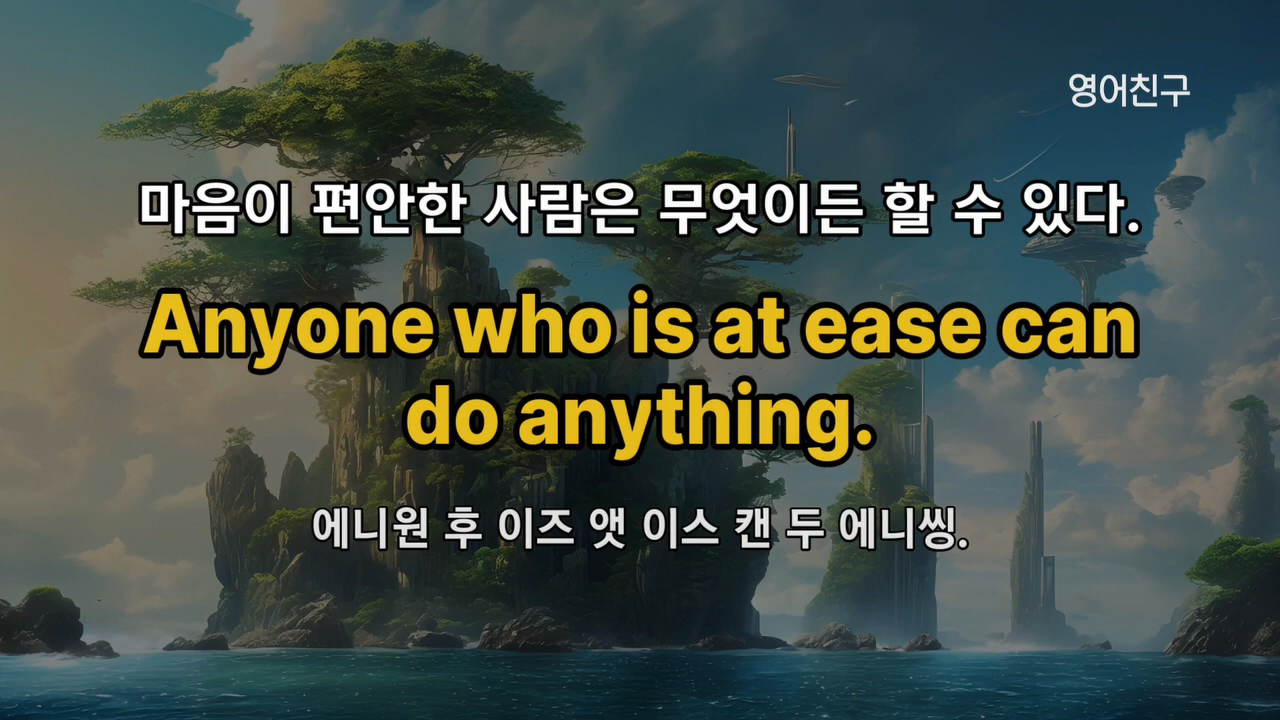 영어친구
마음이 편안한 사람은 무엇이든 할 수 있다.
Anyone who is at ease can
do anything.
에니원 후 이즈 앳 이스 캔 두 에니씽.